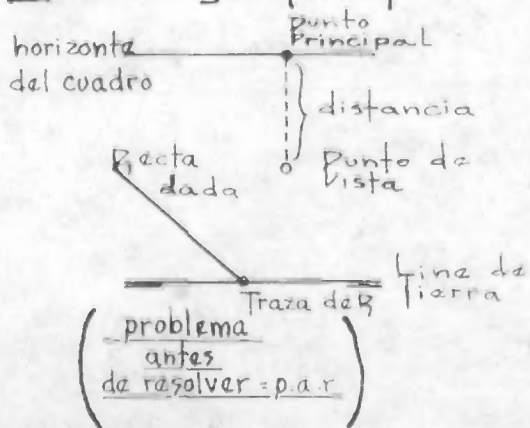 Punto
Principal
horizonte
del cuadro
distancia
Recta
dada
Punto de
Vista
Line de
Tierra
Traza de R
problema
antes
de resolver = p.a.r